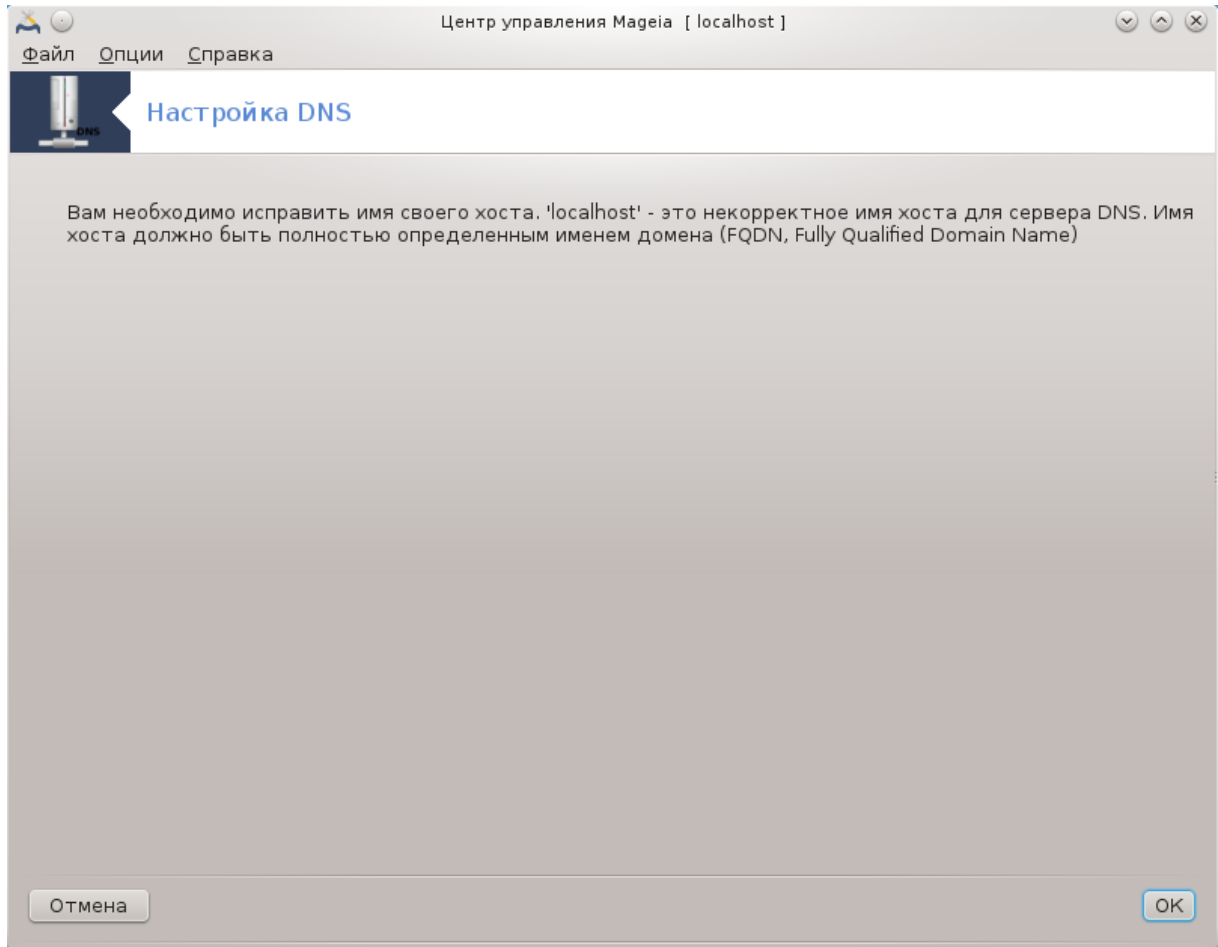 Центр управления Mageia [ localhost ]
Файл Опции Справка
DNS
Настройка DNS
Вам необходимо исправить имя своего хоста. 'localhost' - это некорректное имя хоста для сервера DNS. Имя
хоста должно быть полностью определенным именем домена (FQDN, Fully Qualified Domain Name)
Отмена
OK